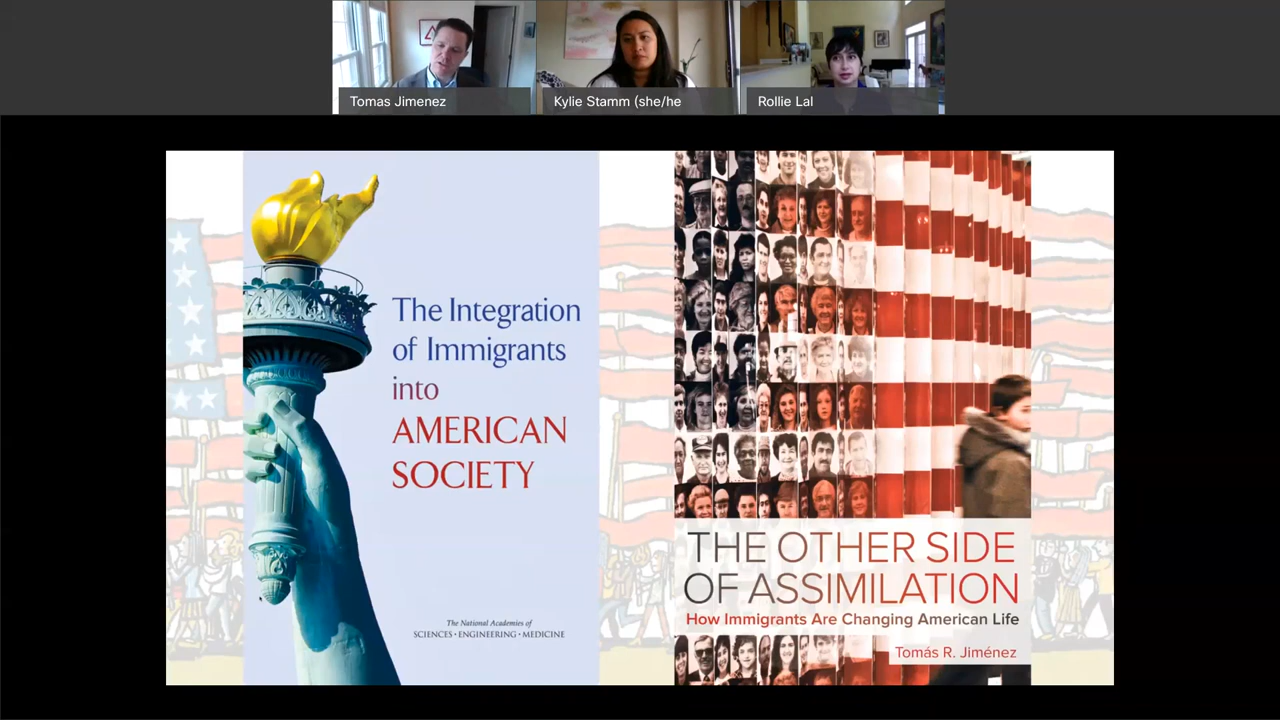 Tomas Jimenez
Kylie Stamm (she/he
Rollie Lal
The Integration
of Immigrants
into
AMERICAN
SOCIETY
The National Academies of
SCIENCES • ENGINEERING • MEDICINE
THE OTHER SIDE
OF ASSIMILATION
How Immigrants Are Changing American Life
Tomás R. Jiménez